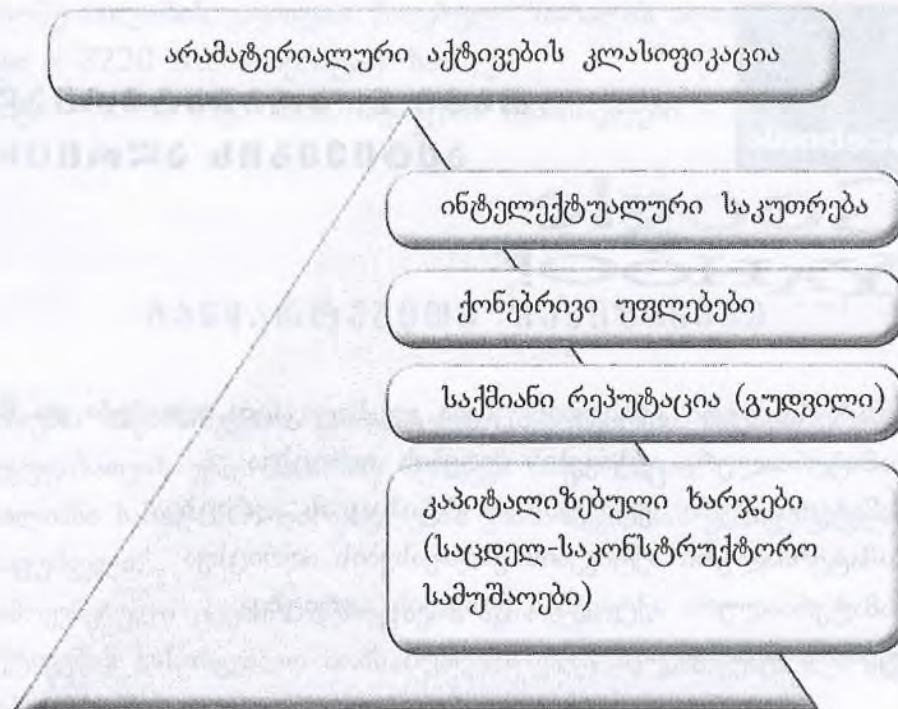 არამატერიალური აქტივების კლასიფიკაცია
ინტელექტუალური საკუთრება
ქონებრივი უფლებები
საქმიანი რეპუტაცია (გუდვილი)
კაპიტალიზებული ხარჯები
(საცდელ-საკონსტრუქტორო
სამუშაოები)